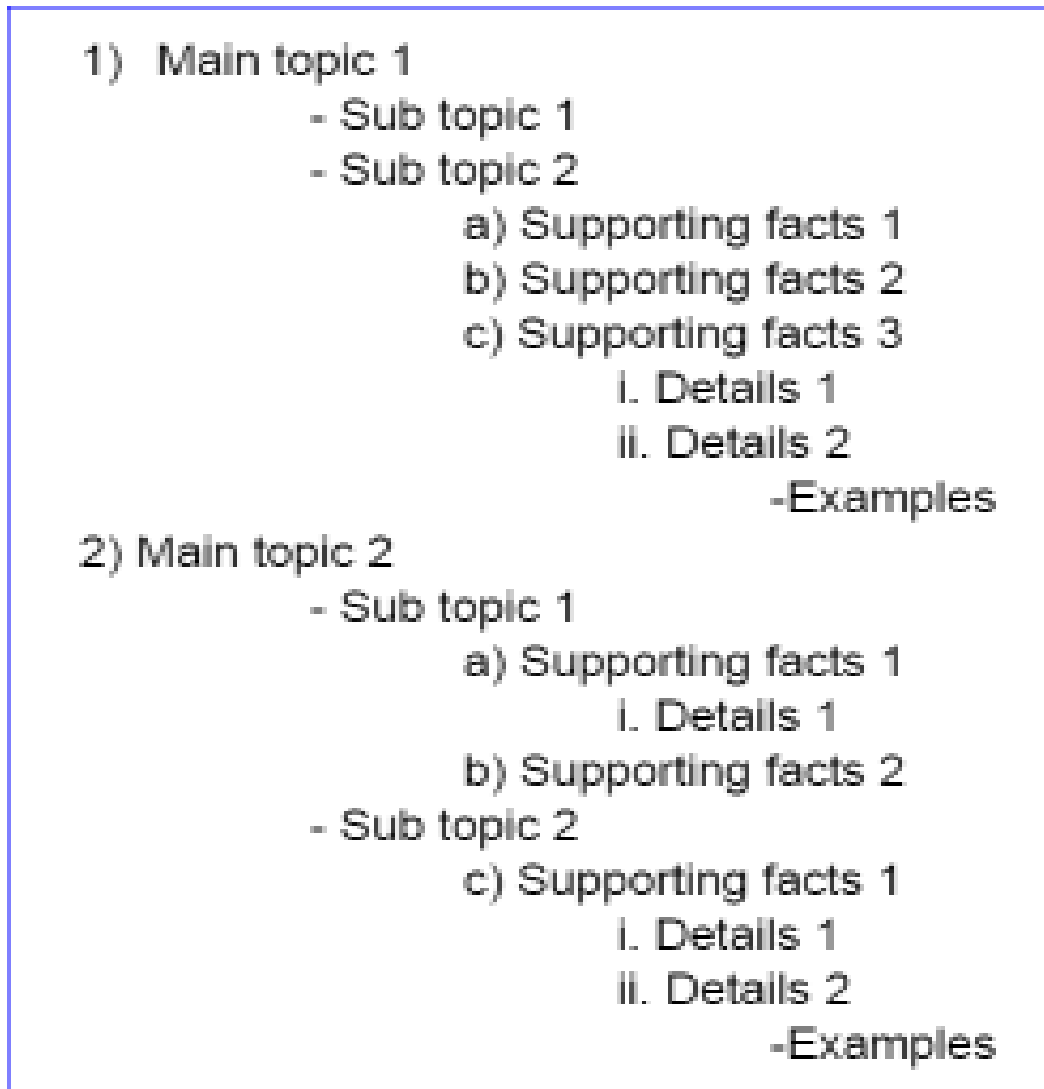 1) Main topic 1
- Sub topic 1
- Sub topic 2
a) Supporting facts 1
b) Supporting facts 2
c) Supporting facts 3
i. Details 1
ii. Details 2
-Examples
2) Main topic 2
- Sub topic 1
a) Supporting facts 1
i. Details 1
b) Supporting facts 2
- Sub topic 2
c) Supporting facts 1
i. Details 1
ii. Details 2
-Examples